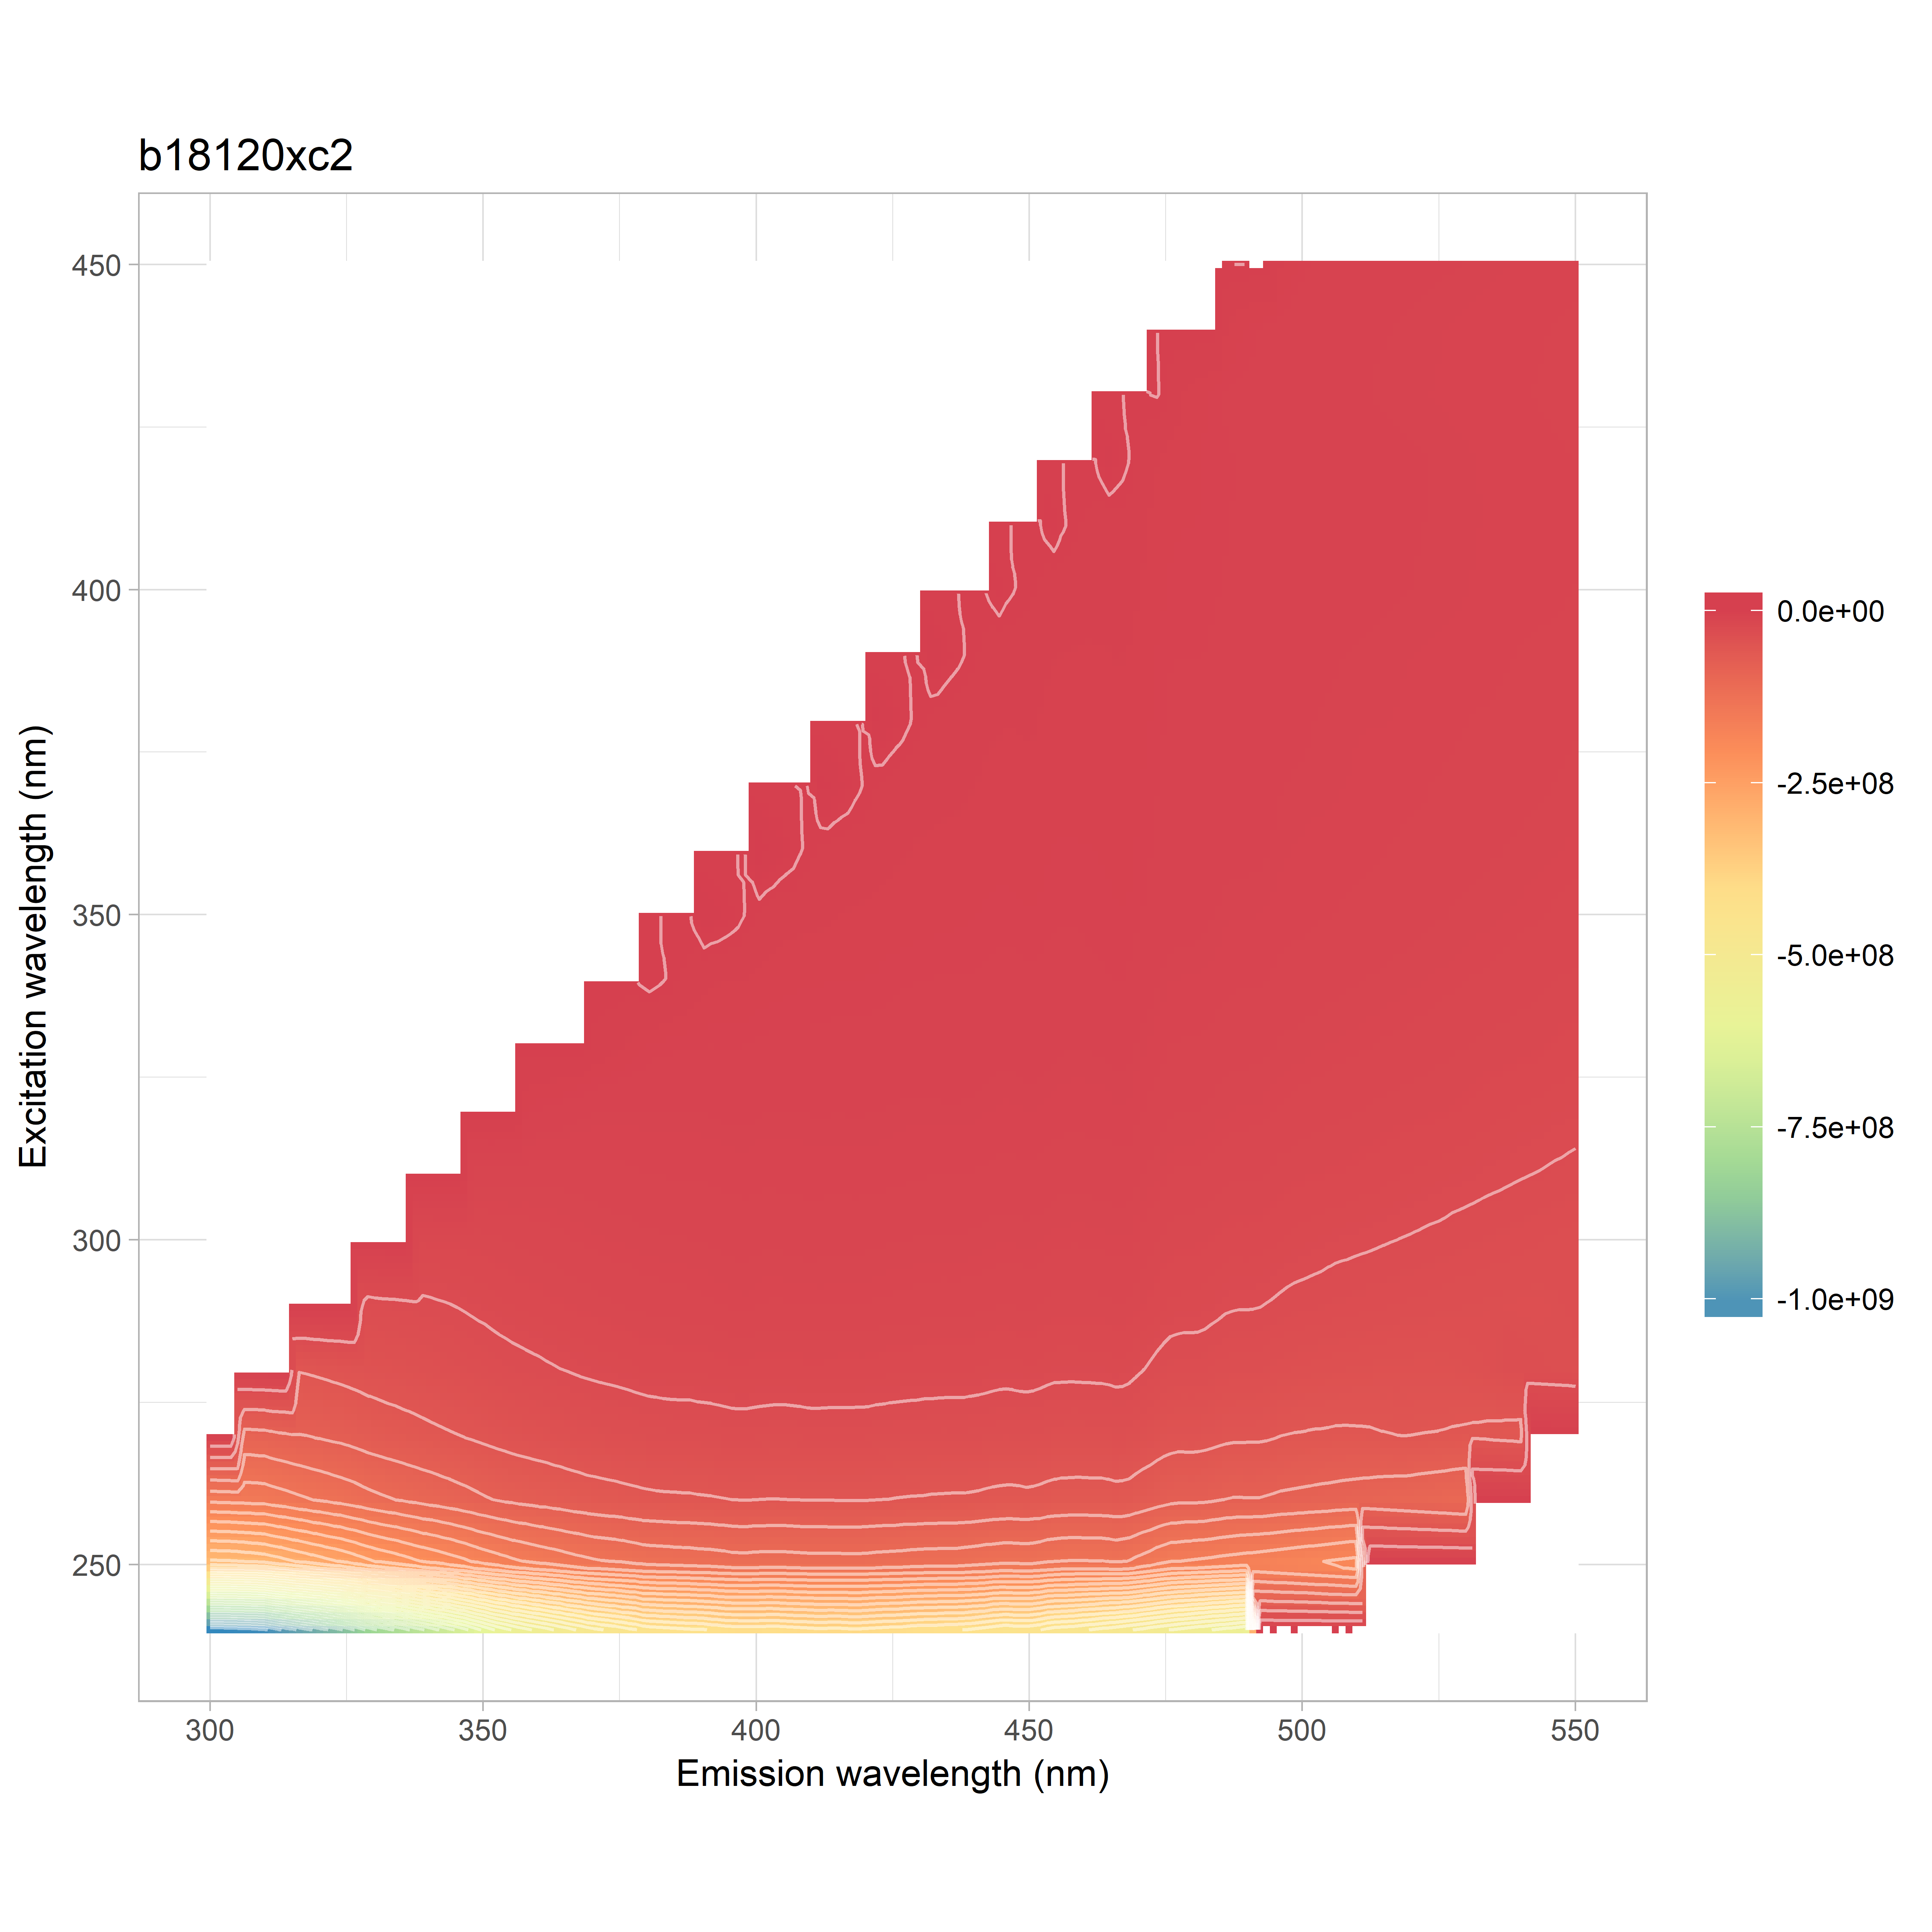 b18120xc2
Excitation wavelength (nm)
450
400
350
300
250
300 350 400 450 500 550
Emission wavelength (nm)
0.0e+00
-2.5e+08
-5.0e+08
-7.5e+08
-1.0e+09